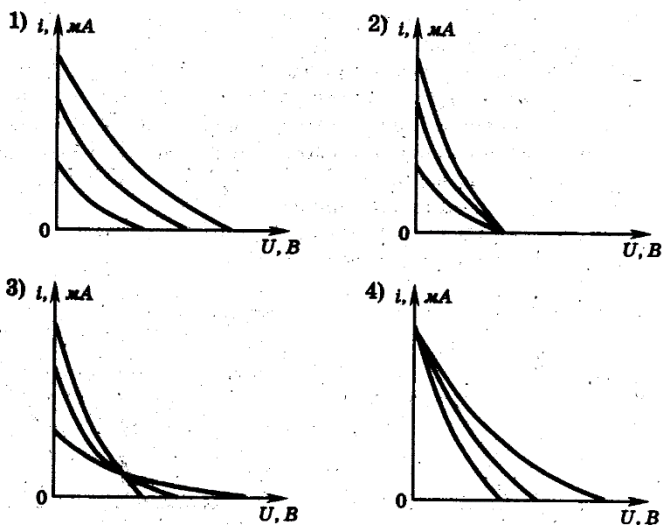 1) i, мА
0
U, В
2) i, мА
0
U, В
3) i, мА
0
U, В
4) i, мА
0
U, В